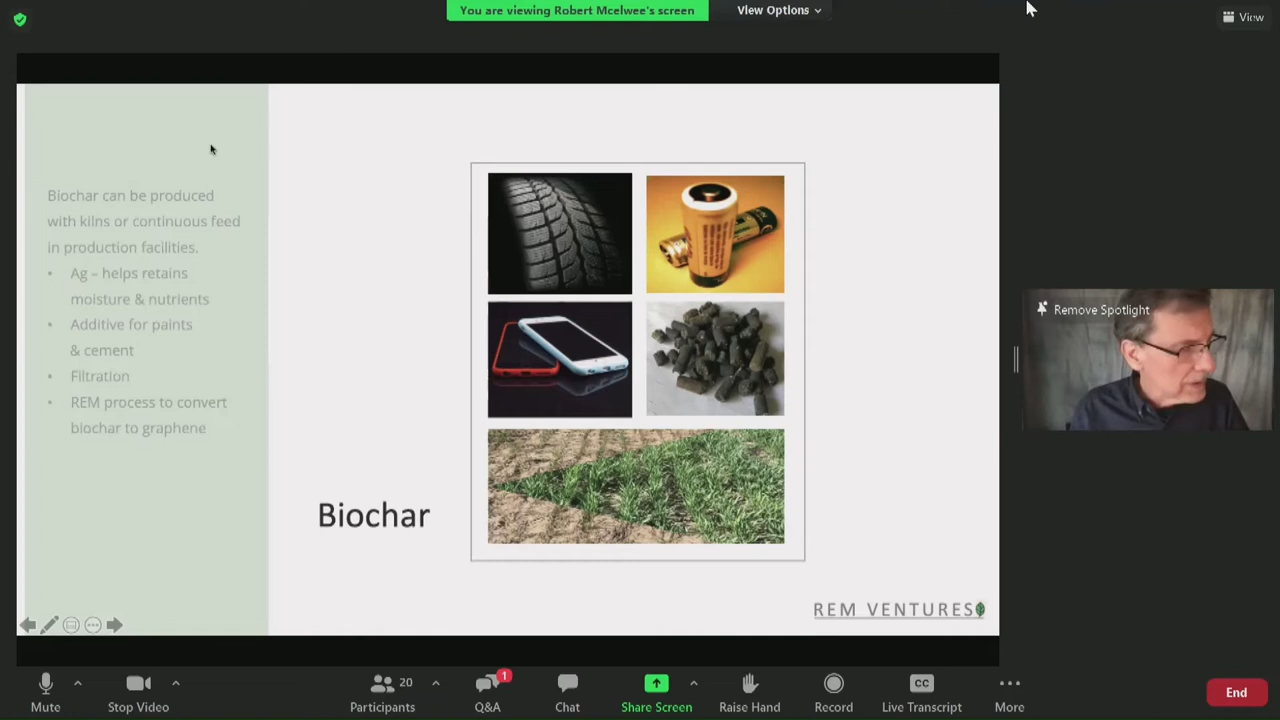 You are viewing Robert Mcelwee's screen
View Options
View
Biochar can be produced
with kilns or continuous feed
in production facilities.
• Ag – helps retains
moisture & nutrients
• Additive for paints
& cement
• Filtration
• REM process to convert
biochar to graphene
Biochar
REM VENTURES
Remove Spotlight
Mute
Stop Video
20
Participants
1
Q&A
Chat
Share Screen
Raise Hand
Record
CC
Live Transcript
More
End